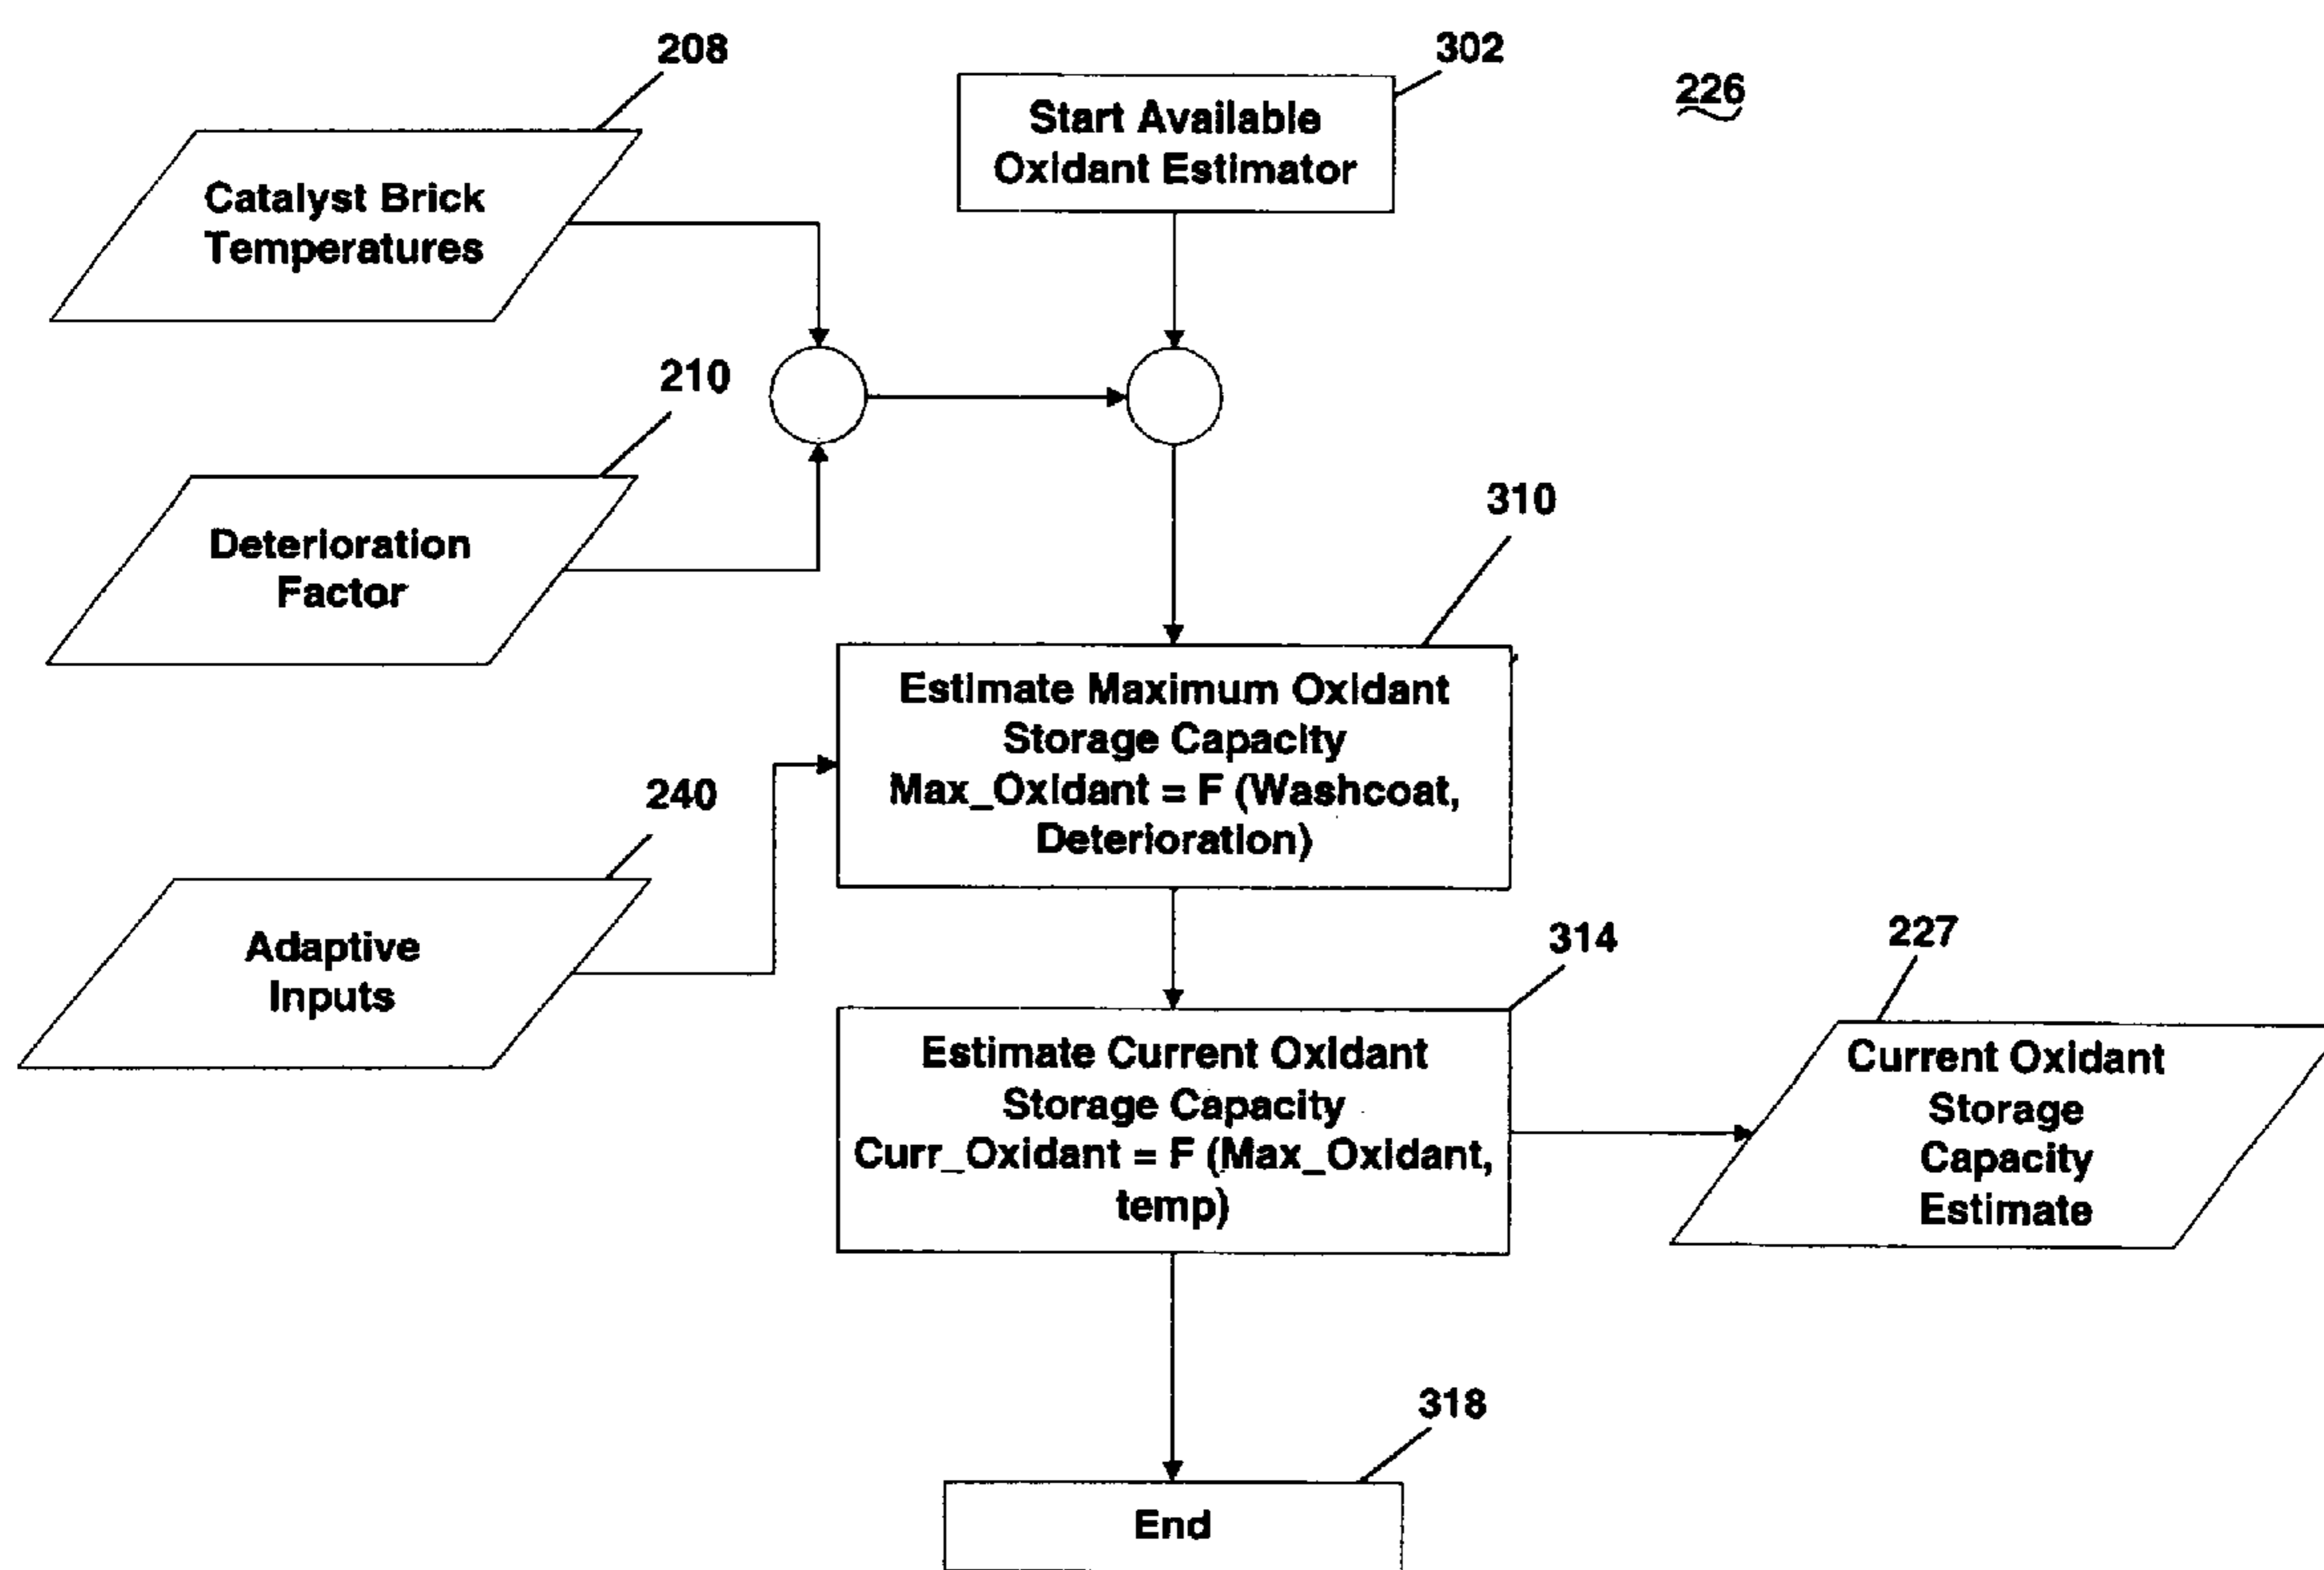 208
302
226
Start Available
Oxidant Estimator
Catalyst Brick
Temperatures
210
Deterioration
Factor
310
Estimate Maximum Oxidant
Storage Capacity
Max_Oxidant = F (Washcoat,
Deterioration)
240
Adaptive
Inputs
314
227
Estimate Current Oxidant
Storage Capacity
Curr_Oxidant = F (Max_Oxidant,
temp)
Current Oxidant
Storage
Capacity
Estimate
318
End